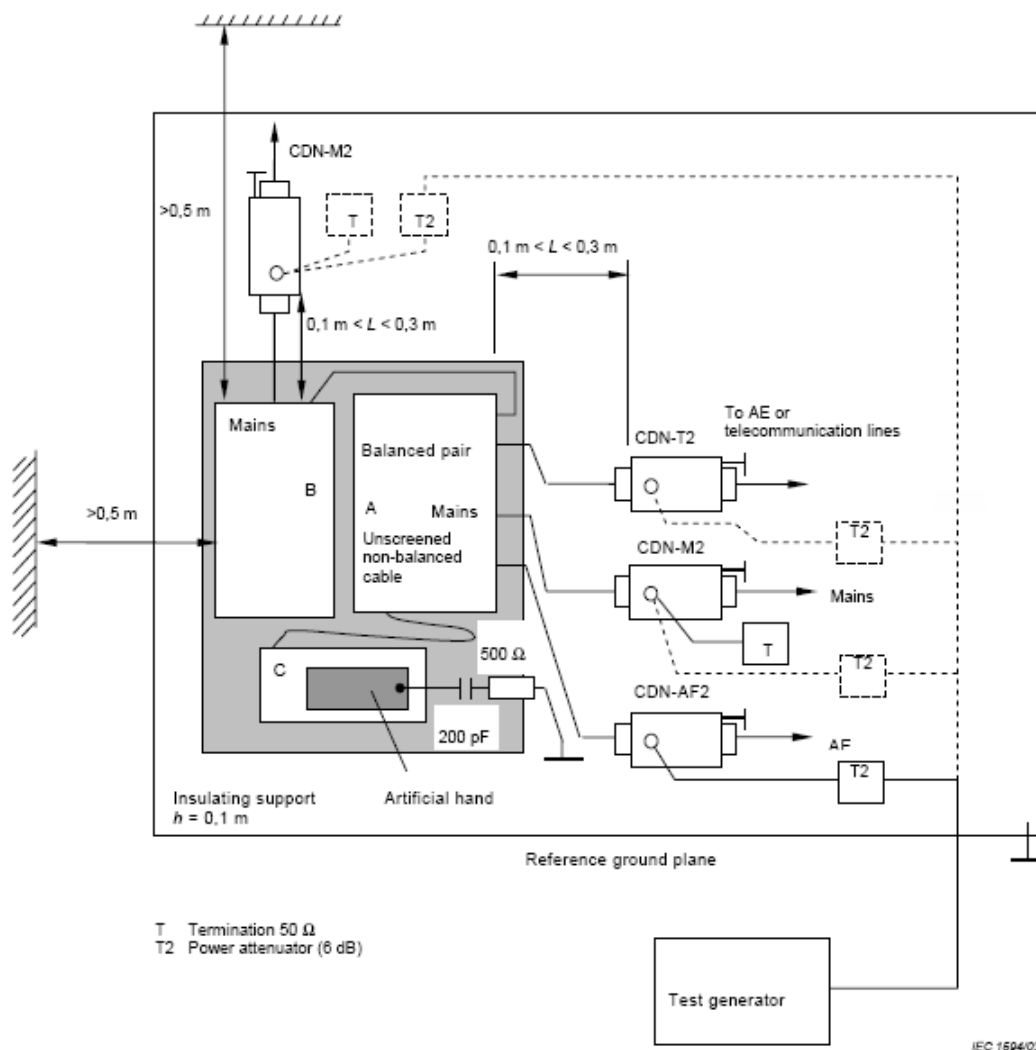 CDN-M2
>0,5 m
T
T2
0,1 m < L < 0,3 m
0,1 m < L < 0,3 m
Mains
B
Balanced pair
A
Mains
Unscreened
non-balanced
cable
CDN-T2
To AE or
telecommunication lines
>0,5 m
T2
CDN-M2
Mains
T
T2
500 Ω
C
CDN-AF2
200 pF
AE
T2
Insulating support
h = 0,1 m
Artificial hand
Reference ground plane
T Termination 50 Ω
T2 Power attenuator (6 dB)
Test generator